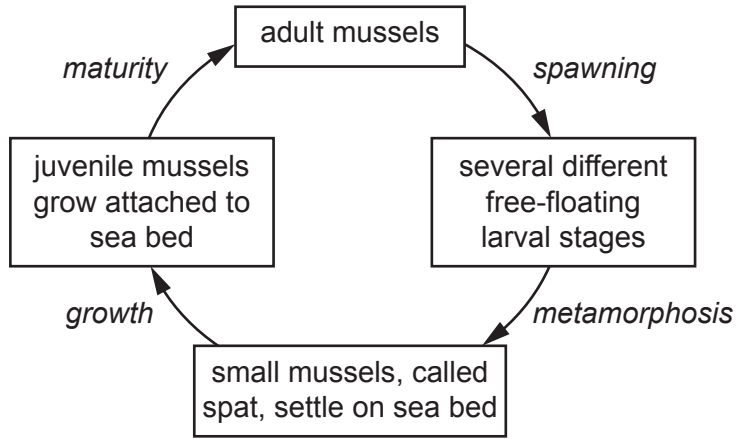 adult mussels
maturity
spawning
juvenile mussels
grow attached to
sea bed
several different
free-floating
larval stages
growth
metamorphosis
small mussels, called
spat, settle on sea bed